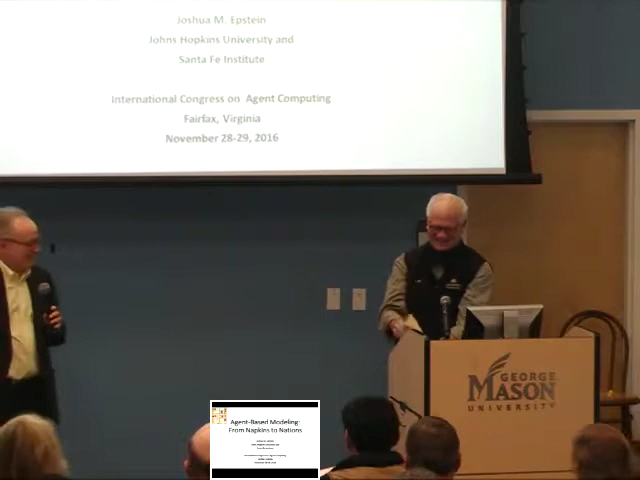 Joshua M. Epstein
Johns Hopkins University and
Santa Fe Institute
International Congress on Agent Computing
Fairfax, Virginia
November 28-29, 2016
GEORGE
MASON
UNIVERSITY
Agent-Based Modeling:
From Napkins to Nations